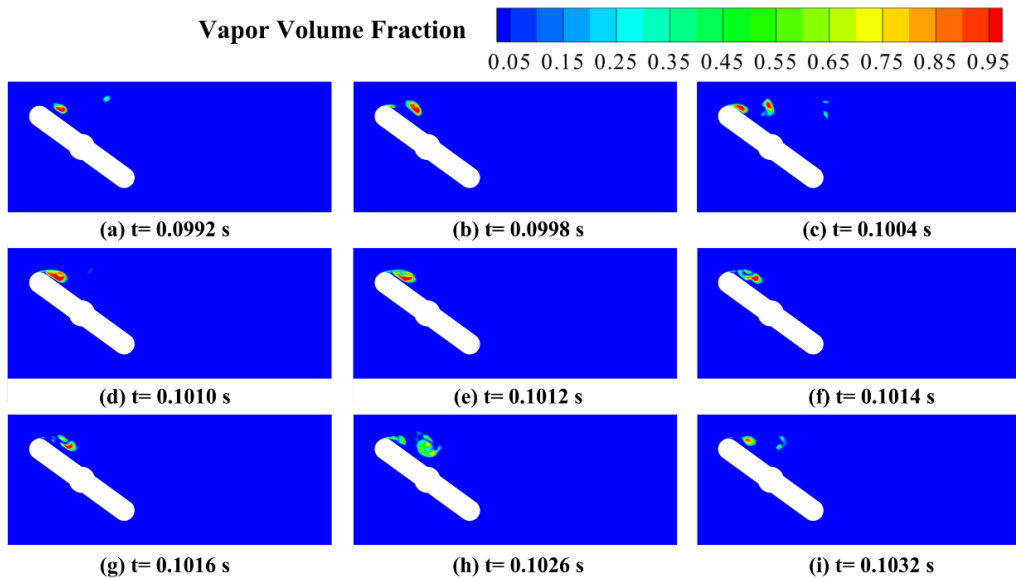 Vapor Volume Fraction
0.05 0.15 0.25 0.35 0.45 0.55 0.65 0.75 0.85 0.95
(a) t= 0.0992 s
(b) t= 0.0998 s
(c) t= 0.1004 s
(d) t= 0.1010 s
(e) t= 0.1012 s
(f) t= 0.1014 s
(g) t= 0.1016 s
(h) t= 0.1026 s
(i) t= 0.1032 s